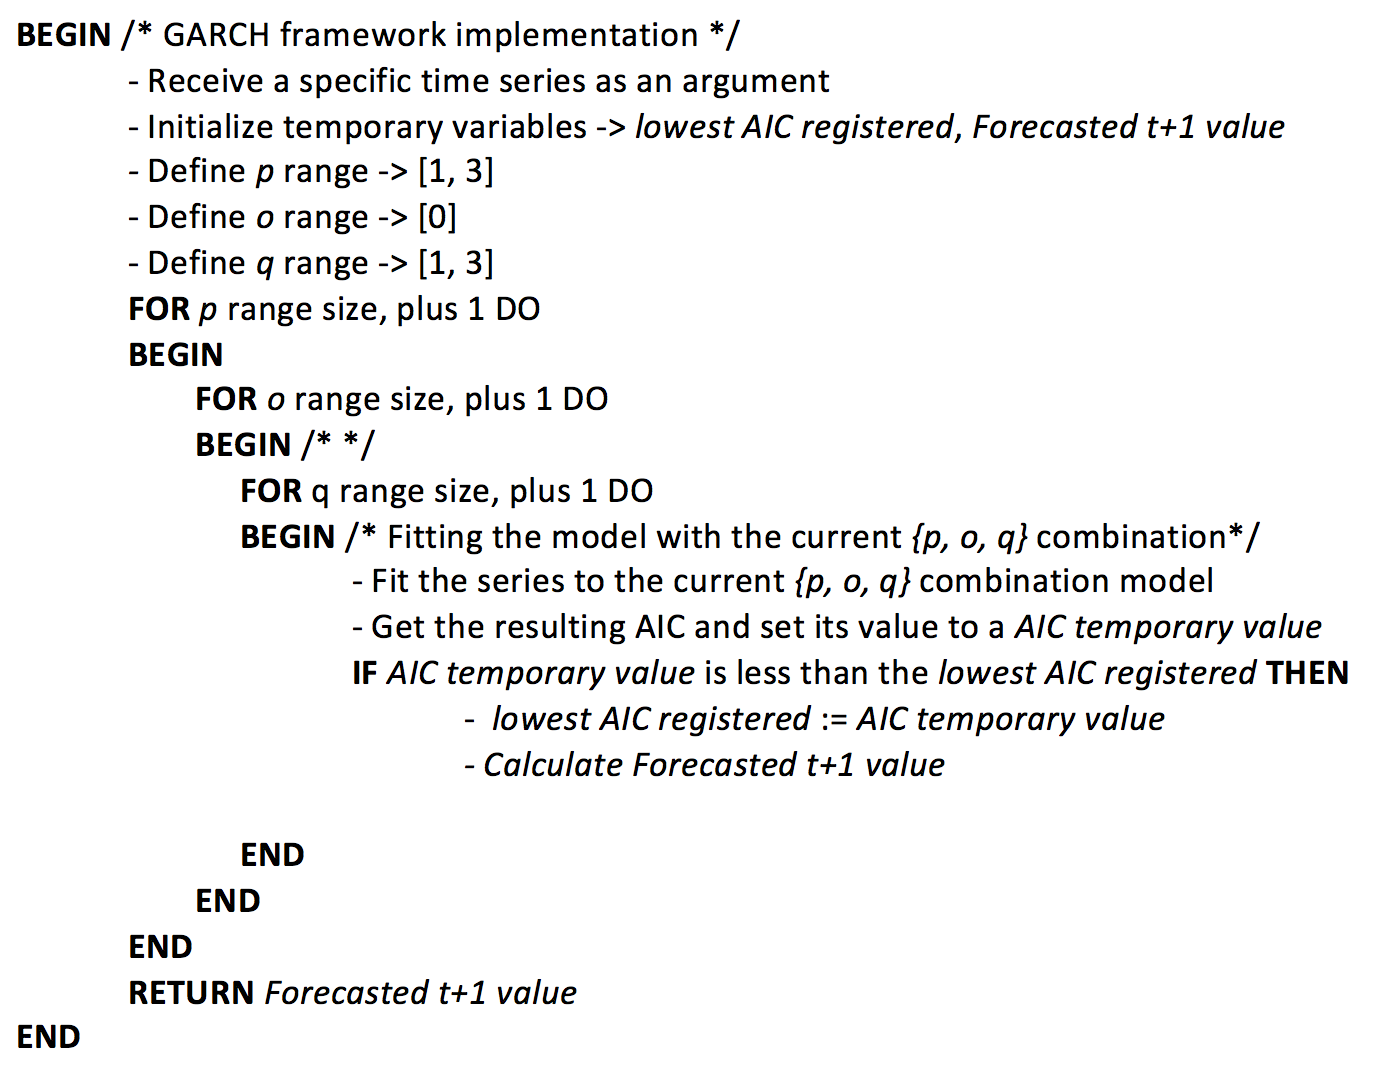 BEGIN /* GARCH framework implementation */
- Receive a specific time series as an argument
- Initialize temporary variables -> lowest AIC registered, Forecasted t+1 value
- Define p range -> [1, 3]
- Define o range -> [0]
- Define q range -> [1, 3]
FOR p range size, plus 1 DO
BEGIN
FOR o range size, plus 1 DO
BEGIN /* */
FOR q range size, plus 1 DO
BEGIN /* Fitting the model with the current {p, o, q} combination*/
- Fit the series to the current {p, o, q} combination model
- Get the resulting AIC and set its value to a AIC temporary value
IF AIC temporary value is less than the lowest AIC registered THEN
- lowest AIC registered := AIC temporary value
- Calculate Forecasted t+1 value
END
END
END
RETURN Forecasted t+1 value
END